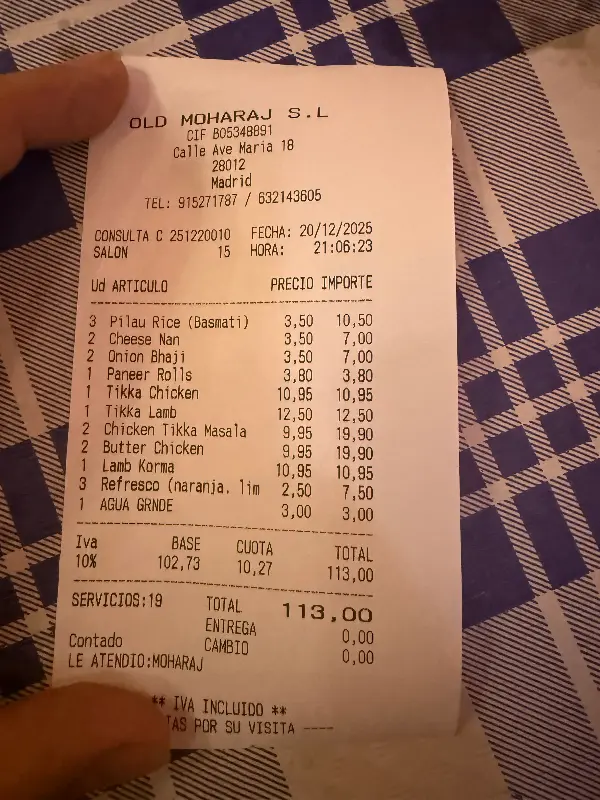 OLD MOHARAJ S.L
CIF B05348891
Calle Ave Maria 18
28012
Madrid
TEL: 915271787 / 632143605
CONSULTA C 251220010 FECHA: 20/12/2025
SALON 15 HORA: 21:06:23
Ud ARTICULO PRECIO IMPORTE
3 Pilau Rice (Basmati) 3,50 10,50
2 Cheese Nan 3,50 7,00
2 Onion Bhaji 3,50 7,00
1 Paneer Rolls 3,80 3,80
1 Tikka Chicken 10,95 10,95
1 Tikka Lamb 12,50 12,50
2 Chicken Tikka Masala 9,95 19,90
2 Butter Chicken 9,95 19,90
1 Lamb Korma 10,95 10,95
3 Refresco (naranja. lim 2,50 7,50
1 AGUA GRNDE 3,00 3,00
Iva BASE CUOTA TOTAL
10% 102,73 10,27 113,00
SERVICIOS:19 TOTAL 113,00
ENTREGA 0,00
Contado CAMBIO 0,00
LE ATENDIO:MOHARAJ
** IVA INCLUIDO **
IAS POR SU VISITA ----